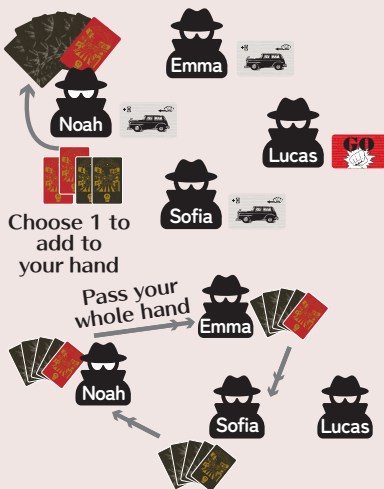 Emma
Noah
Lucas
GO
Sofia
Choose 1 to
add to
your hand
Pass your
whole hand
Emma
Noah
Sofia
Lucas